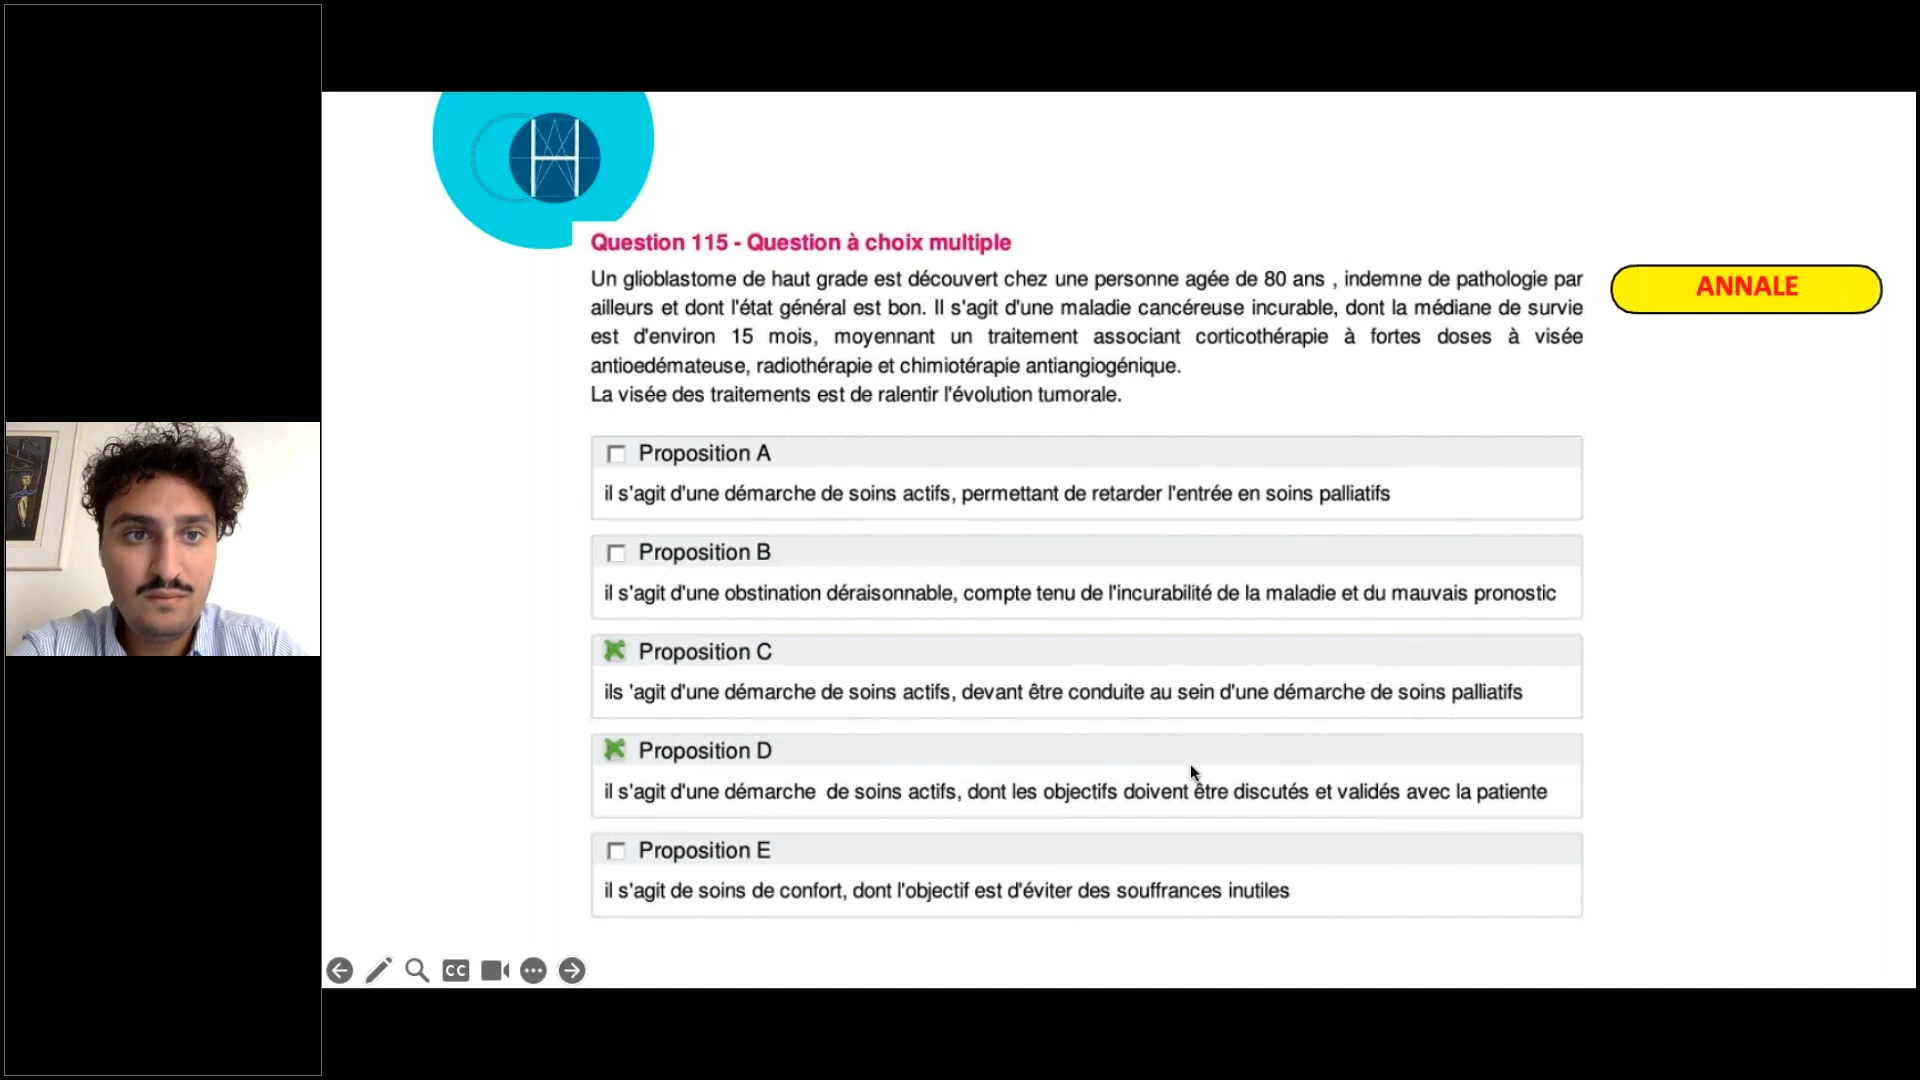 H
Question 115 - Question à choix multiple
Un glioblastome de haut grade est découvert chez une personne agée de 80 ans , indemne de pathologie par
ailleurs et dont l'état général est bon. Il s'agit d'une maladie cancéreuse incurable, dont la médiane de survie
est d'environ 15 mois, moyennant un traitement associant corticothérapie à fortes doses à visée
antioedémateuse, radiothérapie et chimiotérapie antiangiogénique.
La visée des traitements est de ralentir l'évolution tumorale.
ANNALE
Proposition A
il s'agit d'une démarche de soins actifs, permettant de retarder l'entrée en soins palliatifs
Proposition B
il s'agit d'une obstination déraisonnable, compte tenu de l'incurabilité de la maladie et du mauvais pronostic
Proposition C
ils 'agit d'une démarche de soins actifs, devant être conduite au sein d'une démarche de soins palliatifs
Proposition D
il s'agit d'une démarche  de soins actifs, dont les objectifs doivent être discutés et validés avec la patiente
Proposition E
il s'agit de soins de confort, dont l'objectif est d'éviter des souffrances inutiles
CC